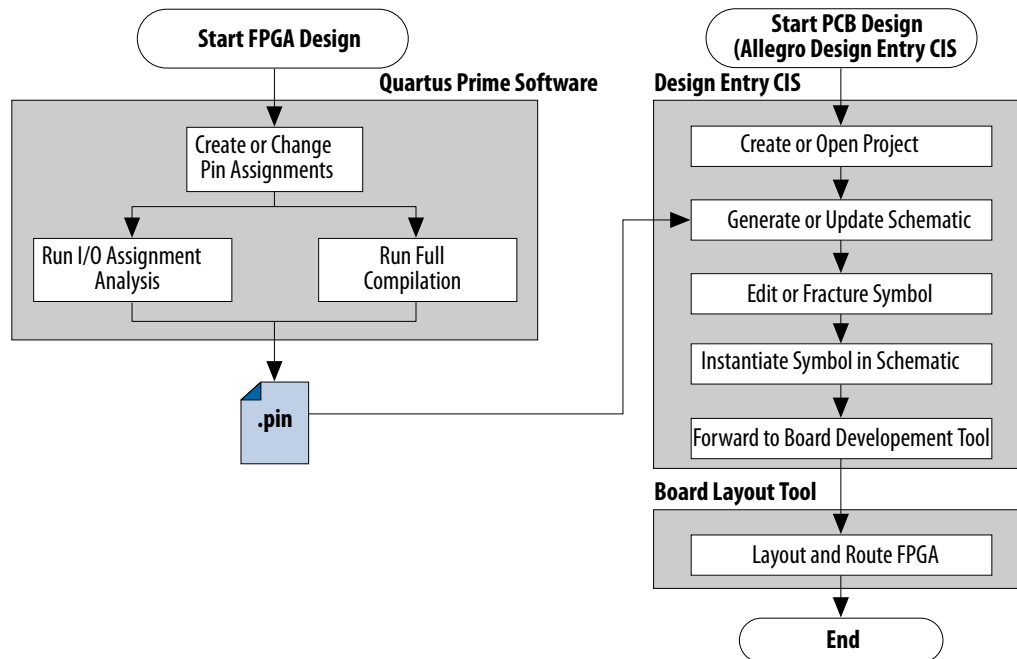 Start FPGA Design
Quartus Prime Software
Create or Change
Pin Assignments
Run I/O Assignment
Analysis
Run Full
Compilation
.pin
Start PCB Design
(Allegro Design Entry CIS
Design Entry CIS
Create or Open Project
Generate or Update Schematic
Edit or Fracture Symbol
Instantiate Symbol in Schematic
Forward to Board Developement Tool
Board Layout Tool
Layout and Route FPGA
End